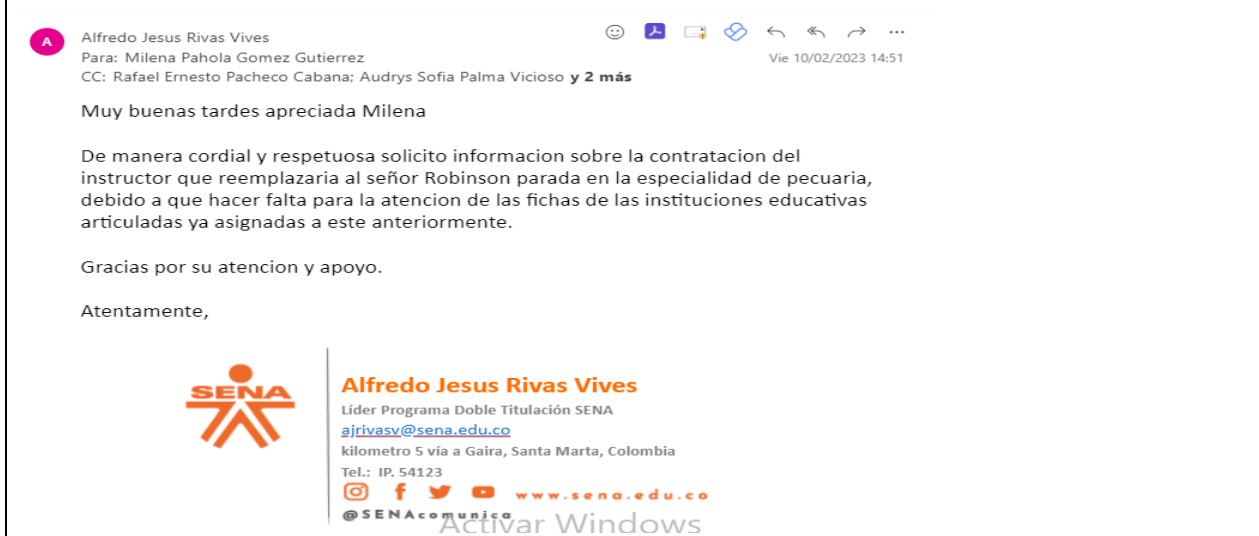 A
Alfredo Jesus Rivas Vives
Para: Milena Pahola Gomez Gutierrez
Vie 10/02/2023 14:51
CC: Rafael Ernesto Pacheco Cabana; Audrys Sofia Palma Vicioso y 2 más
Muy buenas tardes apreciada Milena
De manera cordial y respetuosa solicito informacion sobre la contratacion del
instructor que reemplazaria al señor Robinson parada en la especialidad de pecuaria,
debido a que hacer falta para la atencion de las fichas de las instituciones educativas
articuladas ya asignadas a este anteriormente.
Gracias por su atencion y apoyo.
Atentamente,
SENA
Alfredo Jesus Rivas Vives
Líder Programa Doble Titulación SENA
ajrivasv@sena.edu.co
kilometro 5 vía a Gaira, Santa Marta, Colombia
Tel.: IP. 54123
www.sena.edu.co
@SENAcomunica
Activar Windows